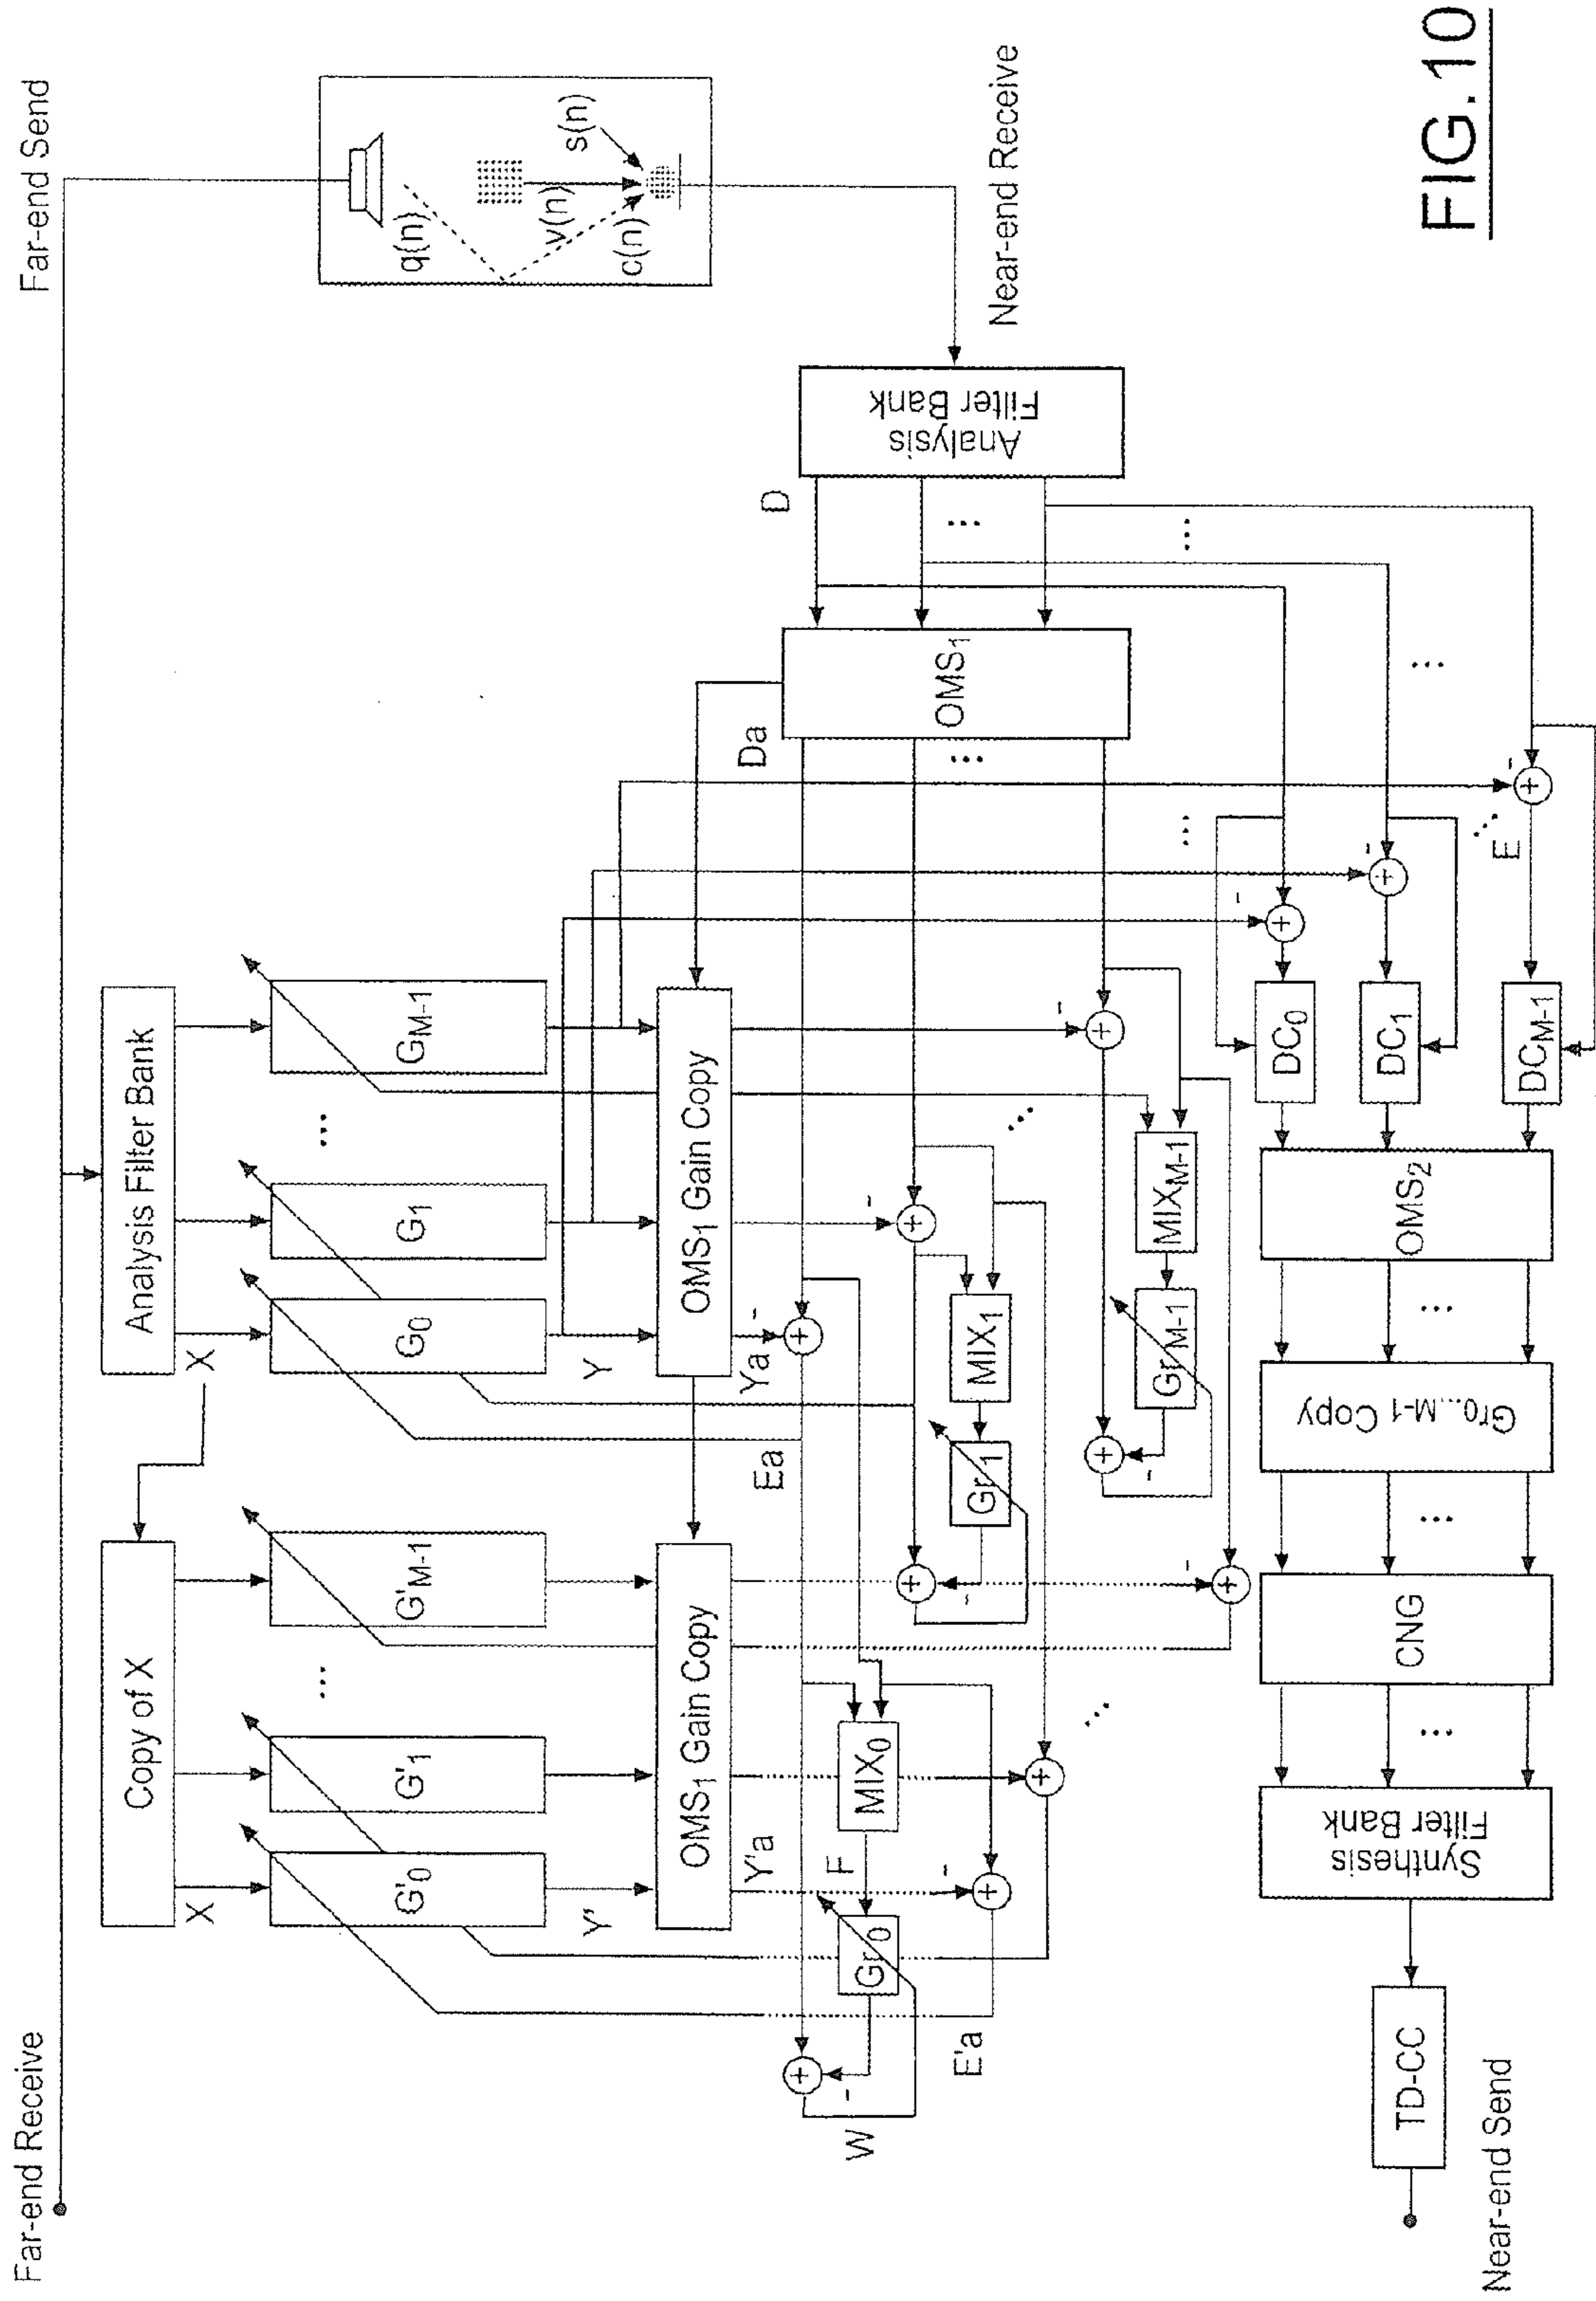 Far-end Receive
Far-end Send
Copy of X
Analysis Filter Bank
X
X
G'0
G'1
...
G'M-1
G0
G1
...
GM-1
q(n)
v(n)
s(n)
c(n)
Y'
Y
OMS1 Gain Copy
OMS1 Gain Copy
Y'a
Ea
Ya
-
-
-
Da
D
OMS1
...
...
Analysis
Filter Bank
Near-end Receive
W
-
+
Gr0
F
MIX0
+
E'a
-
+
+
...
+
-
Gr1
MIX1
+
...
+
-
GrM-1
MIXM-1
+
-
+
Synthesis
Filter Bank
...
CNG
...
Gr0...M-1 Copy
...
OMS2
DC0
DC1
DCM-1
-
+
-
+
-
+
E
...
...
...
...
TD-CC
Near-end Send
FIG. 10